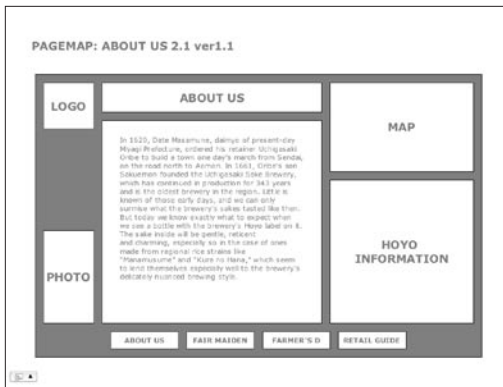 PAGEMAP: ABOUT US 2.1 ver1.1
LOGO
ABOUT US
MAP
In 1620, Date Masamune, daimyo of present-day
Miyagi Prefecture, ordered his retainer Uchigasaki
Oribe to build a town one day's march from Sendai,
on the road north to Aomori. In 1661, Oribe's son
Sakuemon founded the Uchigasaki Sake Brewery,
which has continued in production for 343 years
and is the oldest brewery in the region. Little is
known of those early days, and we can only
surmise what the brewery's sakes tasted like then.
But today we know exactly what to expect when
we see a bottle with the brewery's Hoyo label on it.
The sake inside will be gentle, reticent
and charming, especially so in the case of ones
made from regional rice strains like
"Manamusume" and "Kura no Hana," which seem
to lend themselves especially well to the brewery's
delicately nuanced brewing style.
PHOTO
HOYO
INFORMATION
ABOUT US
FAIR MAIDEN
FARMER'S D
RETAIL GUIDE